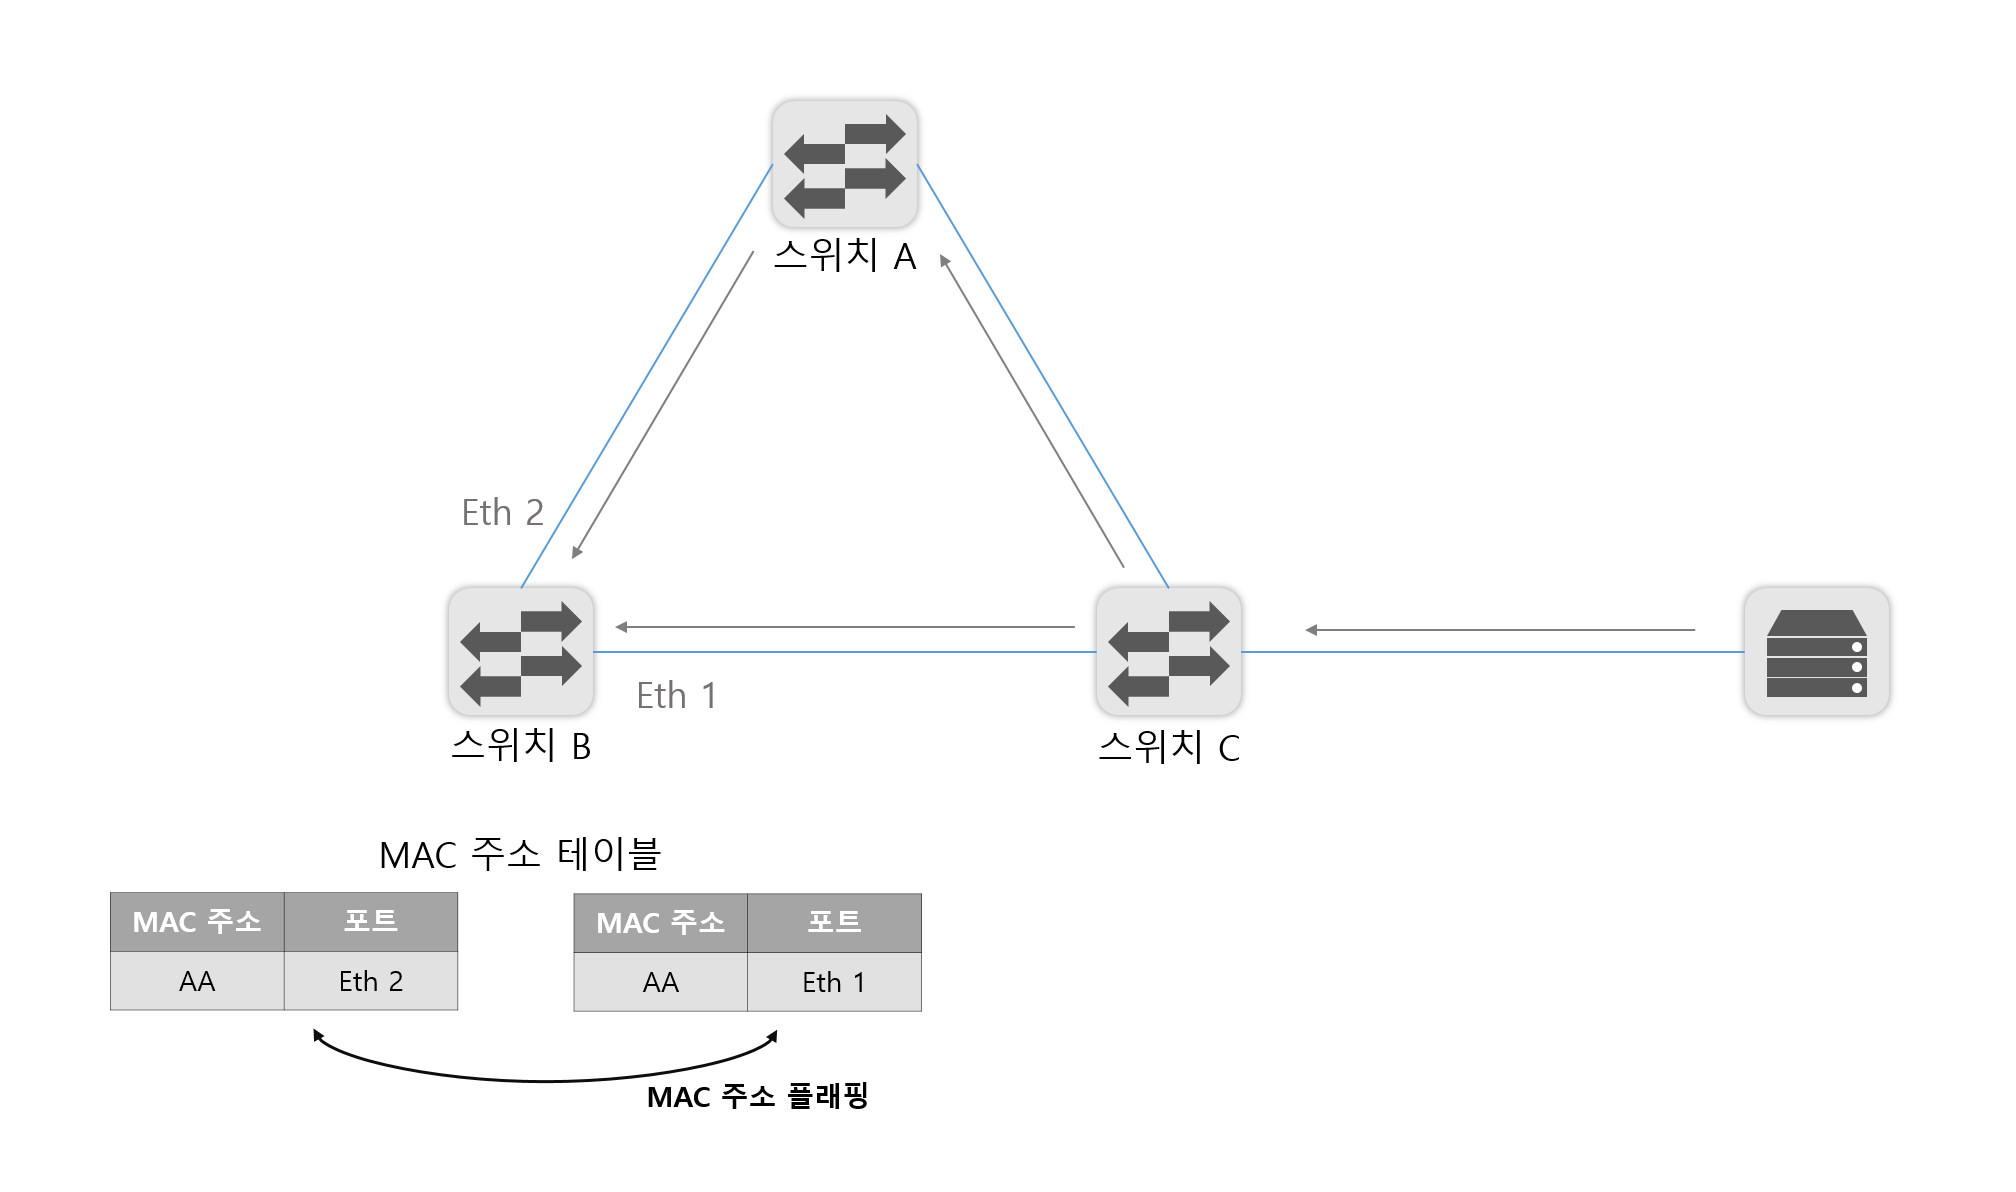 스위치 A
Eth 2
Eth 1
스위치 B
스위치 C
MAC 주소 테이블
MAC 주소 포트
AA Eth 2
MAC 주소 포트
AA Eth 1
MAC 주소 플래핑